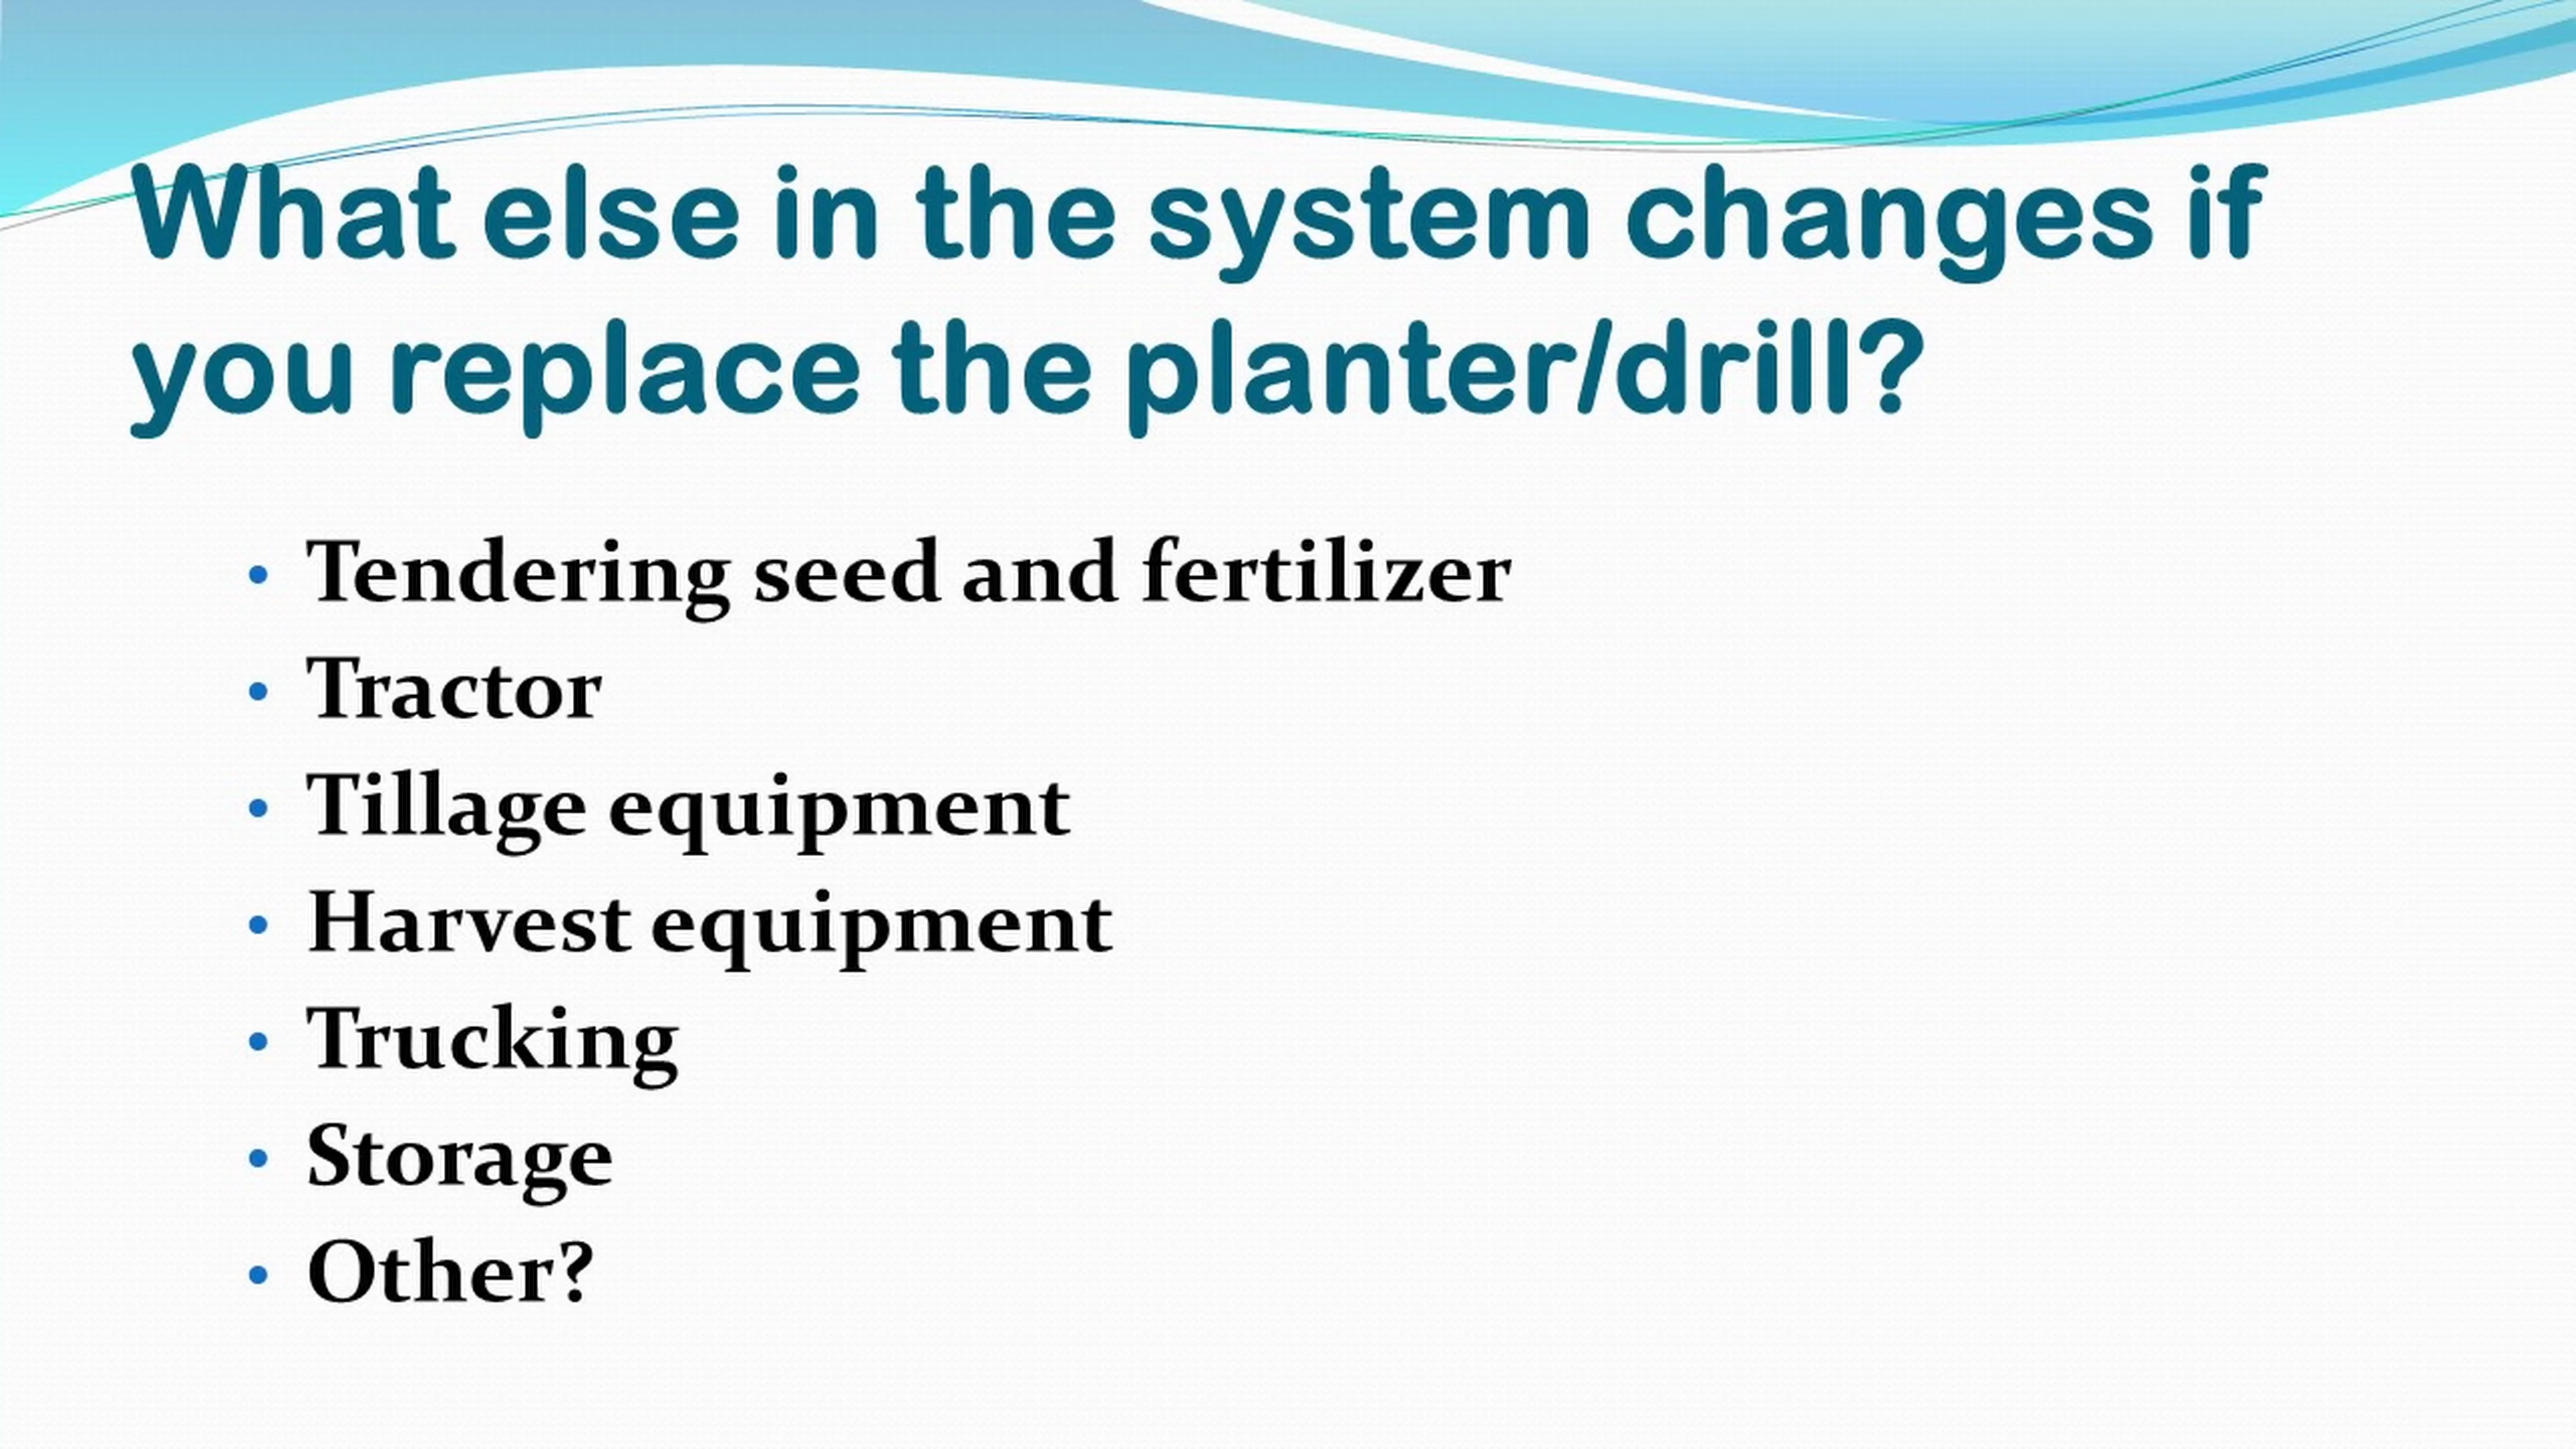 What else in the system changes if
you replace the planter/drill?
• Tendering seed and fertilizer
• Tractor
• Tillage equipment
• Harvest equipment
• Trucking
• Storage
• Other?